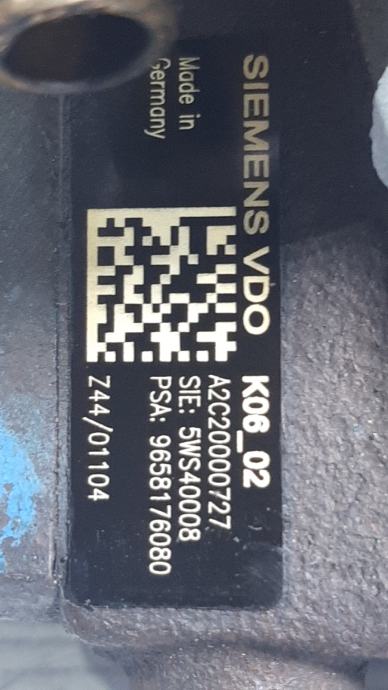 SIEMENS VDO K06_02
A2C20000727
SIE: 5WS40008
PSA: 9658176080
Made in
Germany
Z44/01104